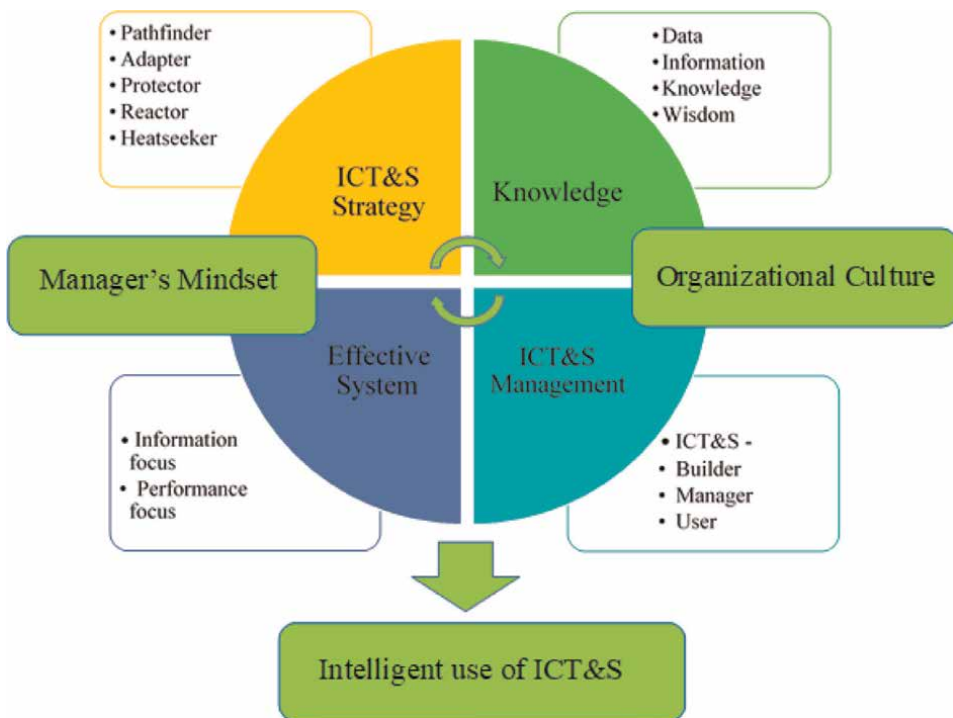 • Pathfinder
• Adapter
• Protector
• Reactor
• Heatseeker
• Data
• Information
• Knowledge
• Wisdom
ICT&S
Strategy
Knowledge
Manager's Mindset
Organizational Culture
Effective
System
ICT&S
Management
• Information
focus
• Performance
focus
• ICT&S -
• Builder
• Manager
• User
Intelligent use of ICT&S